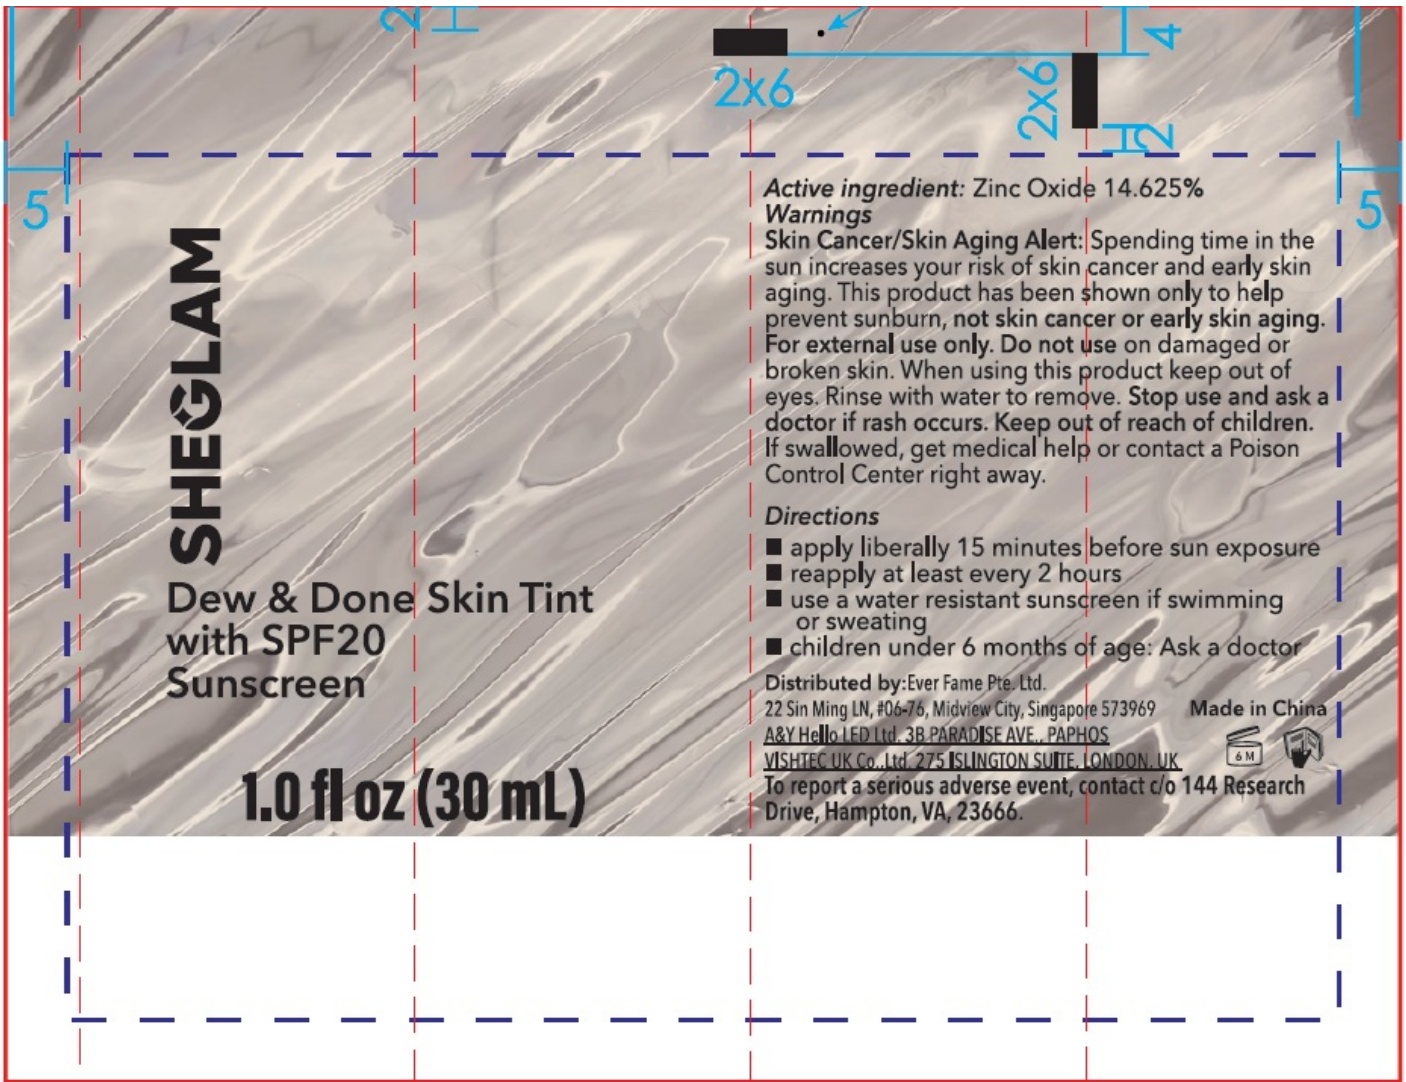 2
2x6
4
2x6
2
5
5
SHEGLAM
Dew & Done Skin Tint
with SPF20
Sunscreen
1.0 fl oz (30 mL)
Active ingredient: Zinc Oxide 14.625%
Warnings
Skin Cancer/Skin Aging Alert: Spending time in the
sun increases your risk of skin cancer and early skin
aging. This product has been shown only to help
prevent sunburn, not skin cancer or early skin aging.
For external use only. Do not use on damaged or
broken skin. When using this product keep out of
eyes. Rinse with water to remove. Stop use and ask a
doctor if rash occurs. Keep out of reach of children.
If swallowed, get medical help or contact a Poison
Control Center right away.
Directions
■ apply liberally 15 minutes before sun exposure
■ reapply at least every 2 hours
■ use a water resistant sunscreen if swimming
or sweating
■ children under 6 months of age: Ask a doctor
Distributed by:Ever Fame Pte. Ltd.
22 Sin Ming LN, #06-76, Midview City, Singapore 573969
Made in China
A&Y Hello LED Ltd. 3B PARADISE AVE., PAPHOS
VISHTEC UK Co.,Ltd. 275 ISLINGTON SUITE, LONDON, UK
6 M
To report a serious adverse event, contact c/o 144 Research
Drive, Hampton, VA, 23666.